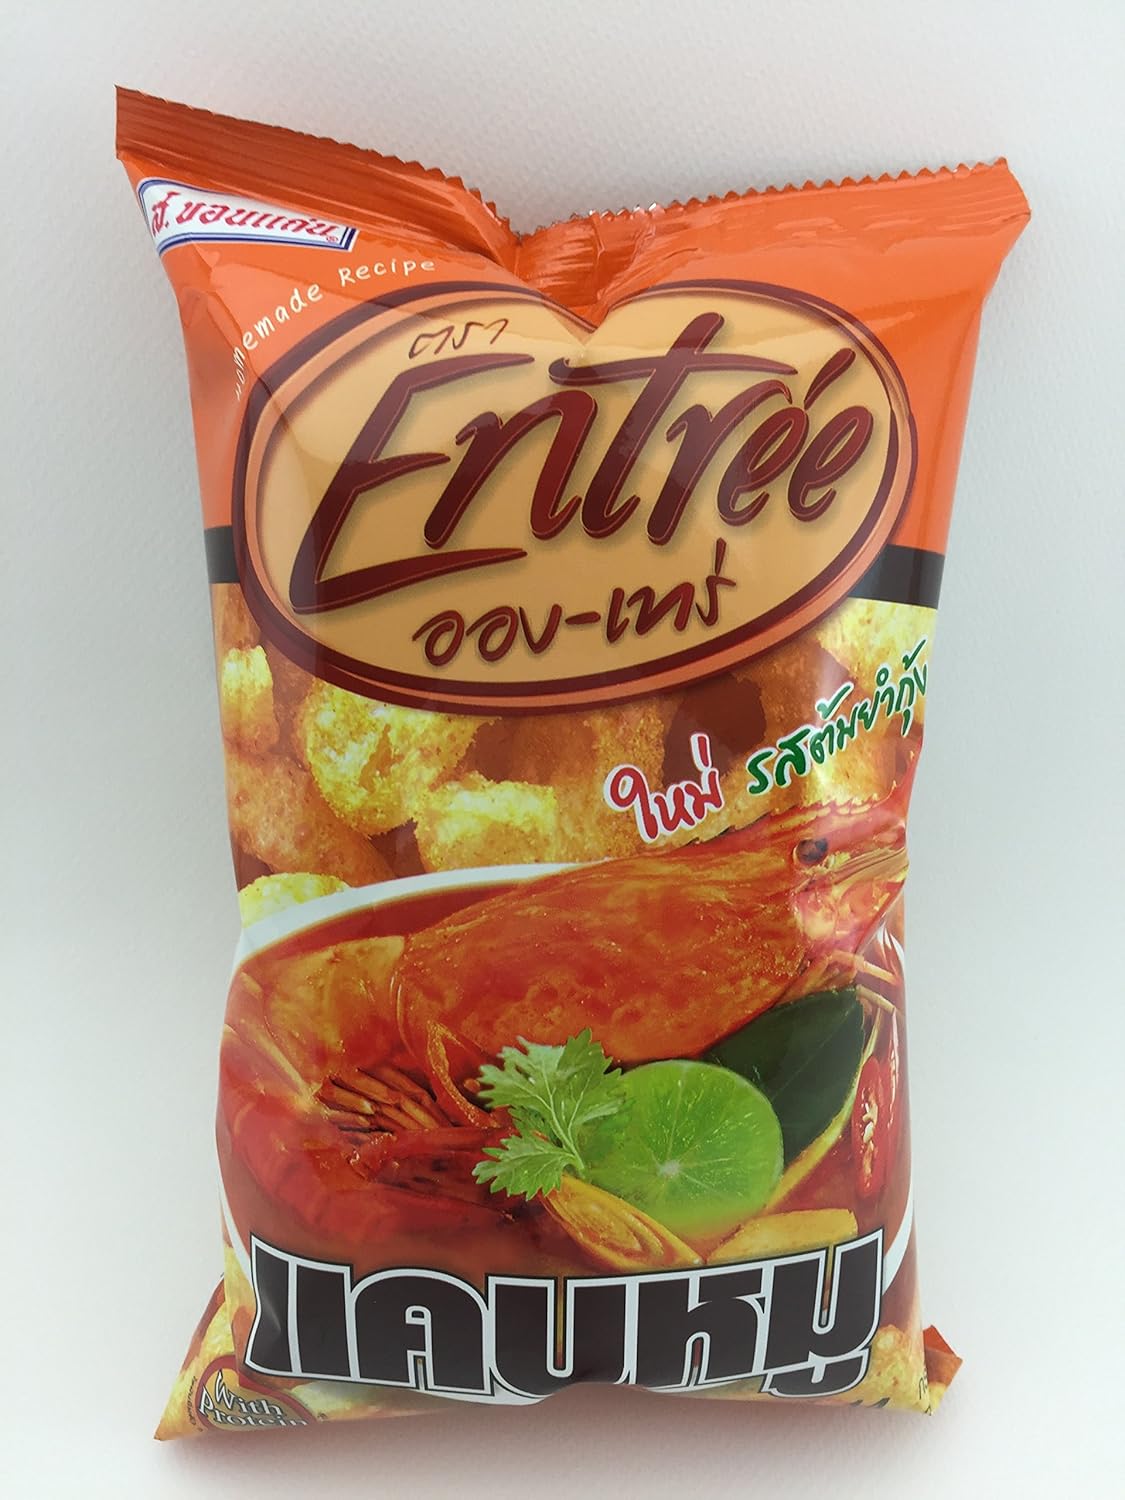 ส. ขอนแก่น®
Homemade Recipe
ตรา
Entrée
ออง-เทร่
ใหม่ รสต้มยำกุ้ง
แคบหมู
With
Protein